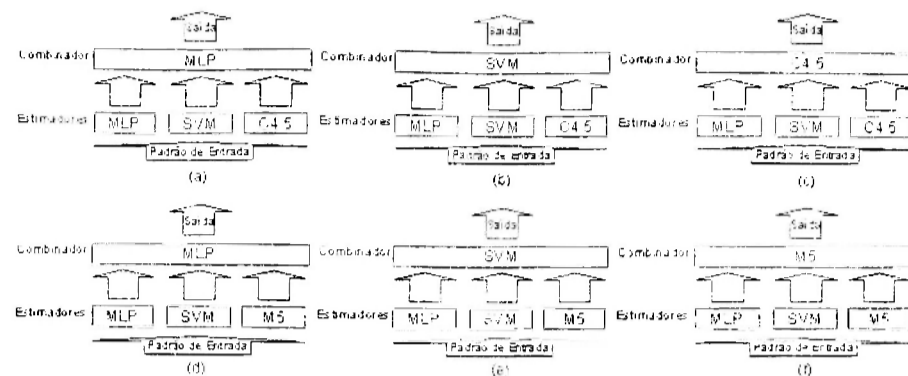 Saída
Combinador MLP
Estimadores MLP SVM C4.5
Padrão de Entrada
(a)
Saída
Combinador SVM
Estimadores MLP SVM C4.5
Padrão de Entrada
(b)
Saída
Combinador C4.5
Estimadores MLP SVM C4.5
Padrão de Entrada
(c)
Saída
Combinador MLP
Estimadores MLP SVM M5
Padrão de Entrada
(d)
Saída
Combinador SVM
Estimadores MLP SVM M5
Padrão de Entrada
(e)
Saída
Combinador M5
Estimadores MLP SVM M5
Padrão de Entrada
(f)